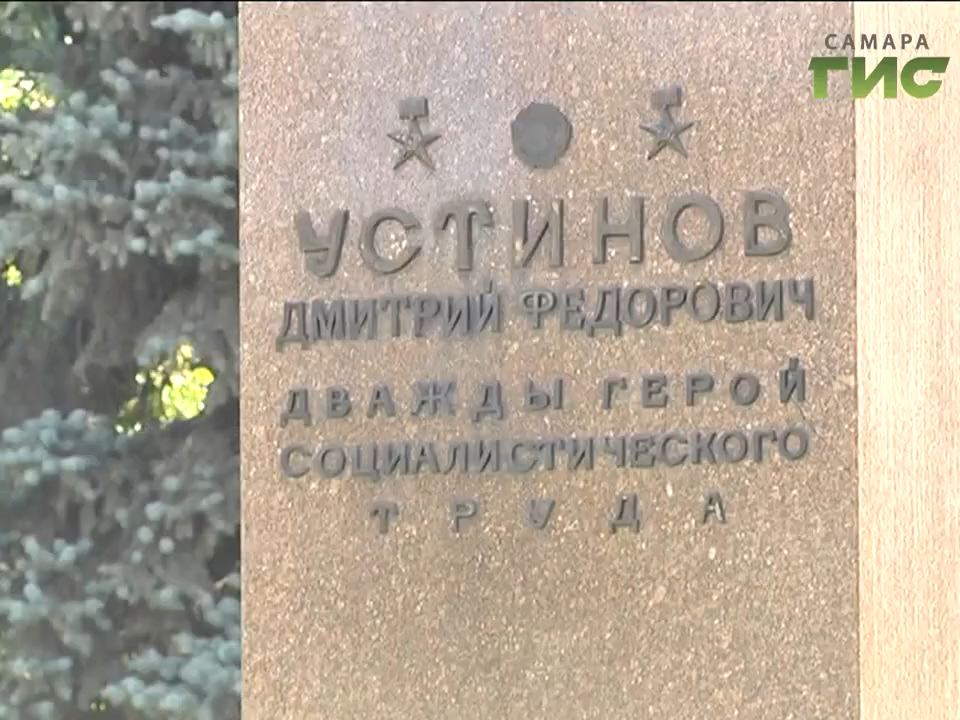 САМАРА
ГИС
УСТИНОВ
ДМИТРИЙ ФЕДОРОВИЧ
ДВАЖДЫ ГЕРОЙ
СОЦИАЛИСТИЧЕСКОГО
ТРУДА